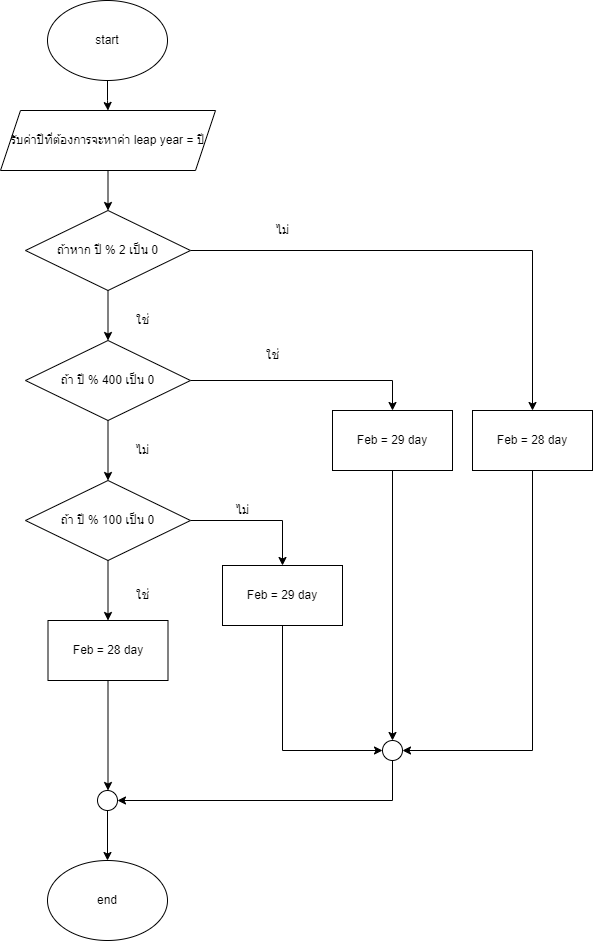 start
รับค่าปีที่ต้องการจะหาค่า leap year = ปี
ถ้าหาก ปี % 2 เป็น 0
ไม่
ใช่
ถ้า ปี % 400 เป็น 0
ใช่
Feb = 29 day
Feb = 28 day
ไม่
ถ้า ปี % 100 เป็น 0
ไม่
Feb = 29 day
ใช่
Feb = 28 day
end